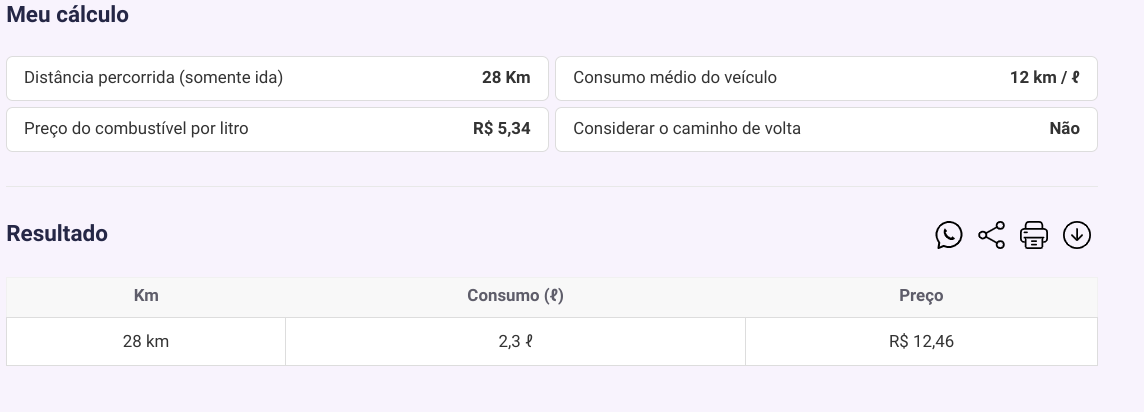 Meu cálculo
Distância percorrida (somente ida) 28 Km
Consumo médio do veículo 12 km / ℓ
Preço do combustível por litro R$ 5,34
Considerar o caminho de volta Não
Resultado
Km Consumo (ℓ) Preço
28 km 2,3 ℓ R$ 12,46